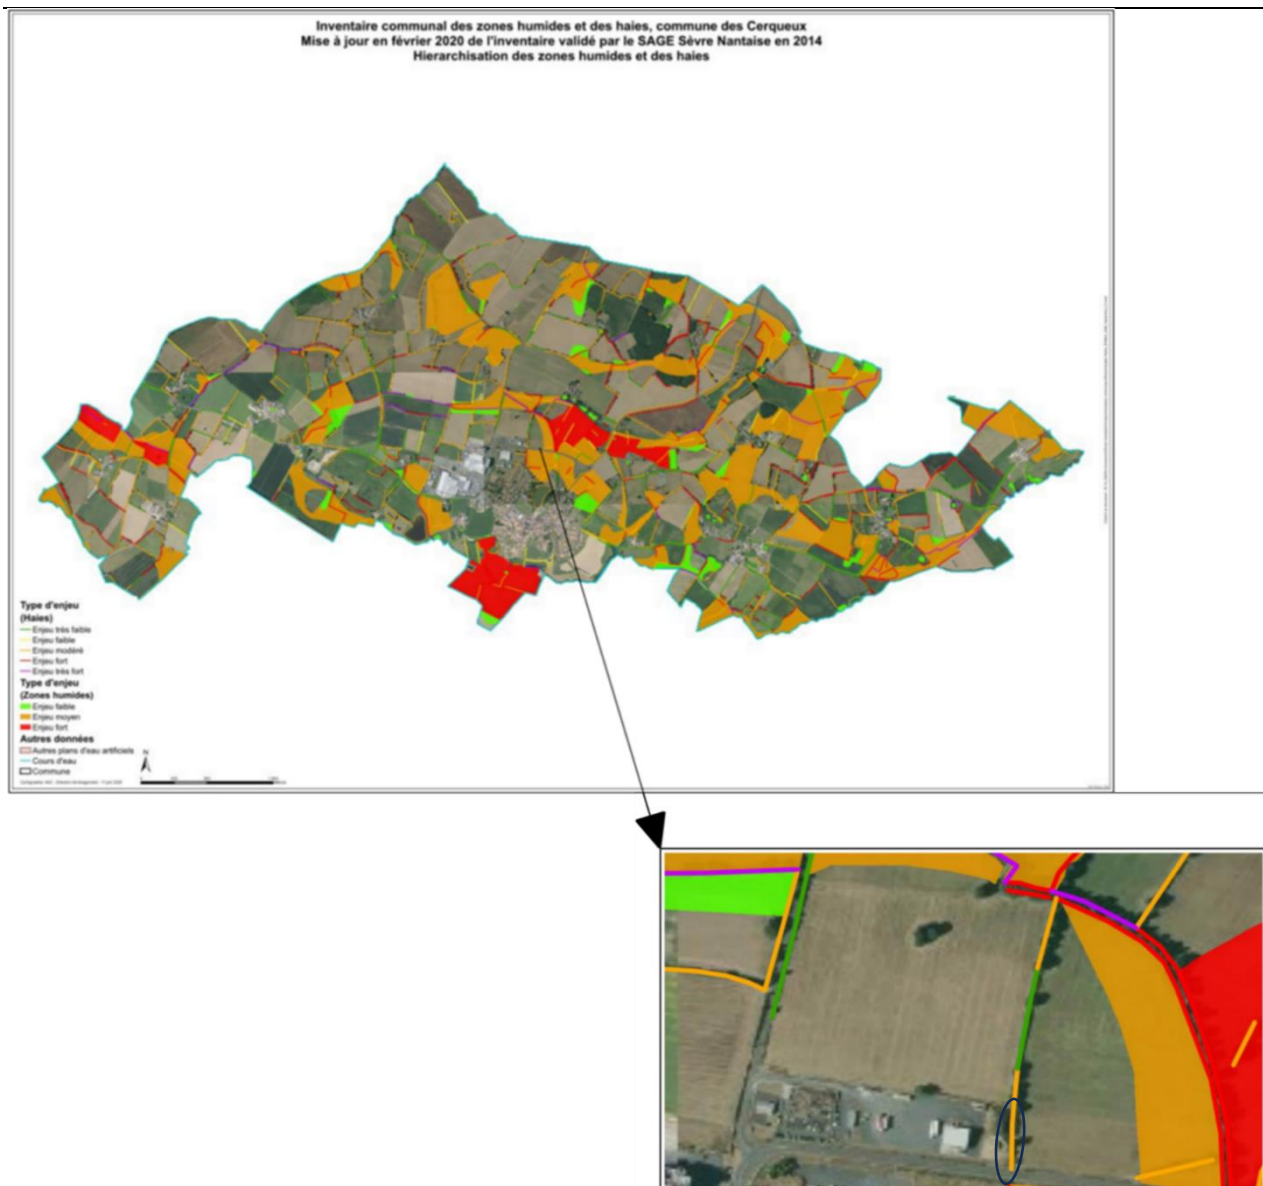 Inventaire communal des zones humides et des haies, commune des Cerqueux
Mise à jour en février 2020 de l'inventaire validé par le SAGE Sèvre Nantaise en 2014
Hierarchisation des zones humides et des haies
Type d'enjeu
(Haies)
Enjeu très faible
Enjeu faible
Enjeu modéré
Enjeu fort
Enjeu très fort
Type d'enjeu
(Zones humides)
Enjeu faible
Enjeu moyen
Enjeu fort
Autres données
Autres plans d'eau artificiels
Cours d'eau
Commune
N